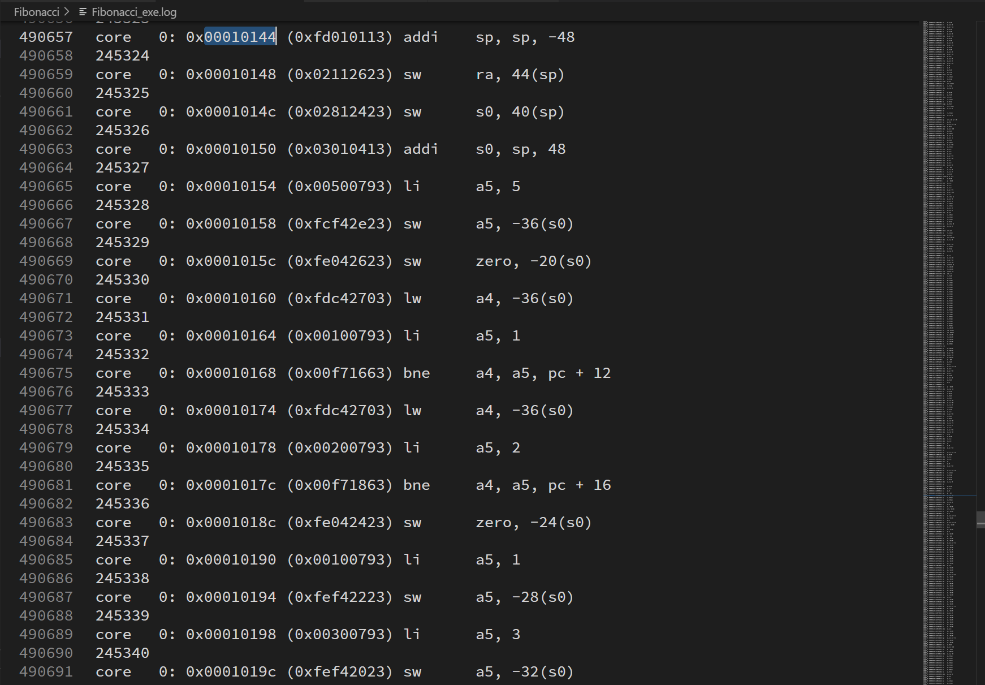 Fibonacci > Fibonacci_exe.log
490657 core 0: 0x00010144 (0xfd010113) addi sp, sp, -48
490658 245324
490659 core 0: 0x00010148 (0x02112623) sw ra, 44(sp)
490660 245325
490661 core 0: 0x0001014c (0x02812423) sw s0, 40(sp)
490662 245326
490663 core 0: 0x00010150 (0x03010413) addi s0, sp, 48
490664 245327
490665 core 0: 0x00010154 (0x00500793) li a5, 5
490666 245328
490667 core 0: 0x00010158 (0xfcf42e23) sw a5, -36(s0)
490668 245329
490669 core 0: 0x0001015c (0xfe042623) sw zero, -20(s0)
490670 245330
490671 core 0: 0x00010160 (0xfdc42703) lw a4, -36(s0)
490672 245331
490673 core 0: 0x00010164 (0x00100793) li a5, 1
490674 245332
490675 core 0: 0x00010168 (0x00f71663) bne a4, a5, pc + 12
490676 245333
490677 core 0: 0x00010174 (0xfdc42703) lw a4, -36(s0)
490678 245334
490679 core 0: 0x00010178 (0x00200793) li a5, 2
490680 245335
490681 core 0: 0x0001017c (0x00f71863) bne a4, a5, pc + 16
490682 245336
490683 core 0: 0x0001018c (0xfe042423) sw zero, -24(s0)
490684 245337
490685 core 0: 0x00010190 (0x00100793) li a5, 1
490686 245338
490687 core 0: 0x00010194 (0xfef42223) sw a5, -28(s0)
490688 245339
490689 core 0: 0x00010198 (0x00300793) li a5, 3
490690 245340
490691 core 0: 0x0001019c (0xfef42023) sw a5, -32(s0)